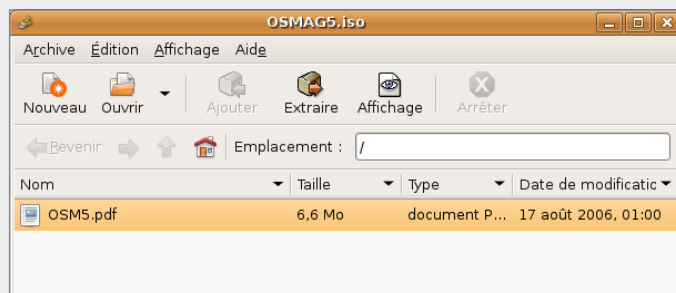 OSMAG5.iso
Archive Édition Affichage Aide
Nouveau Ouvrir Ajouter Extraire Affichage Arrêter
Revenir Emplacement : /
Nom Taille Type Date de modificatic
OSM5.pdf 6,6 Mo document P... 17 août 2006, 01:00